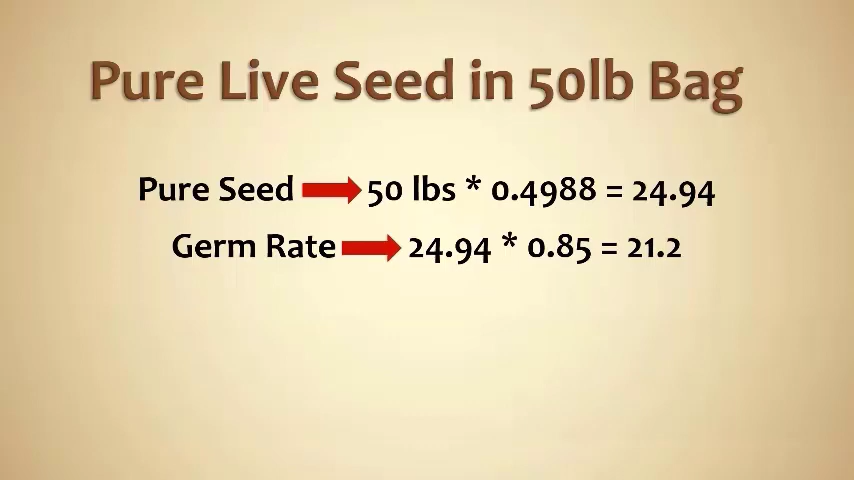 Pure Live Seed in 50lb Bag
Pure Seed 50 lbs * 0.4988 = 24.94
Germ Rate 24.94 * 0.85 = 21.2